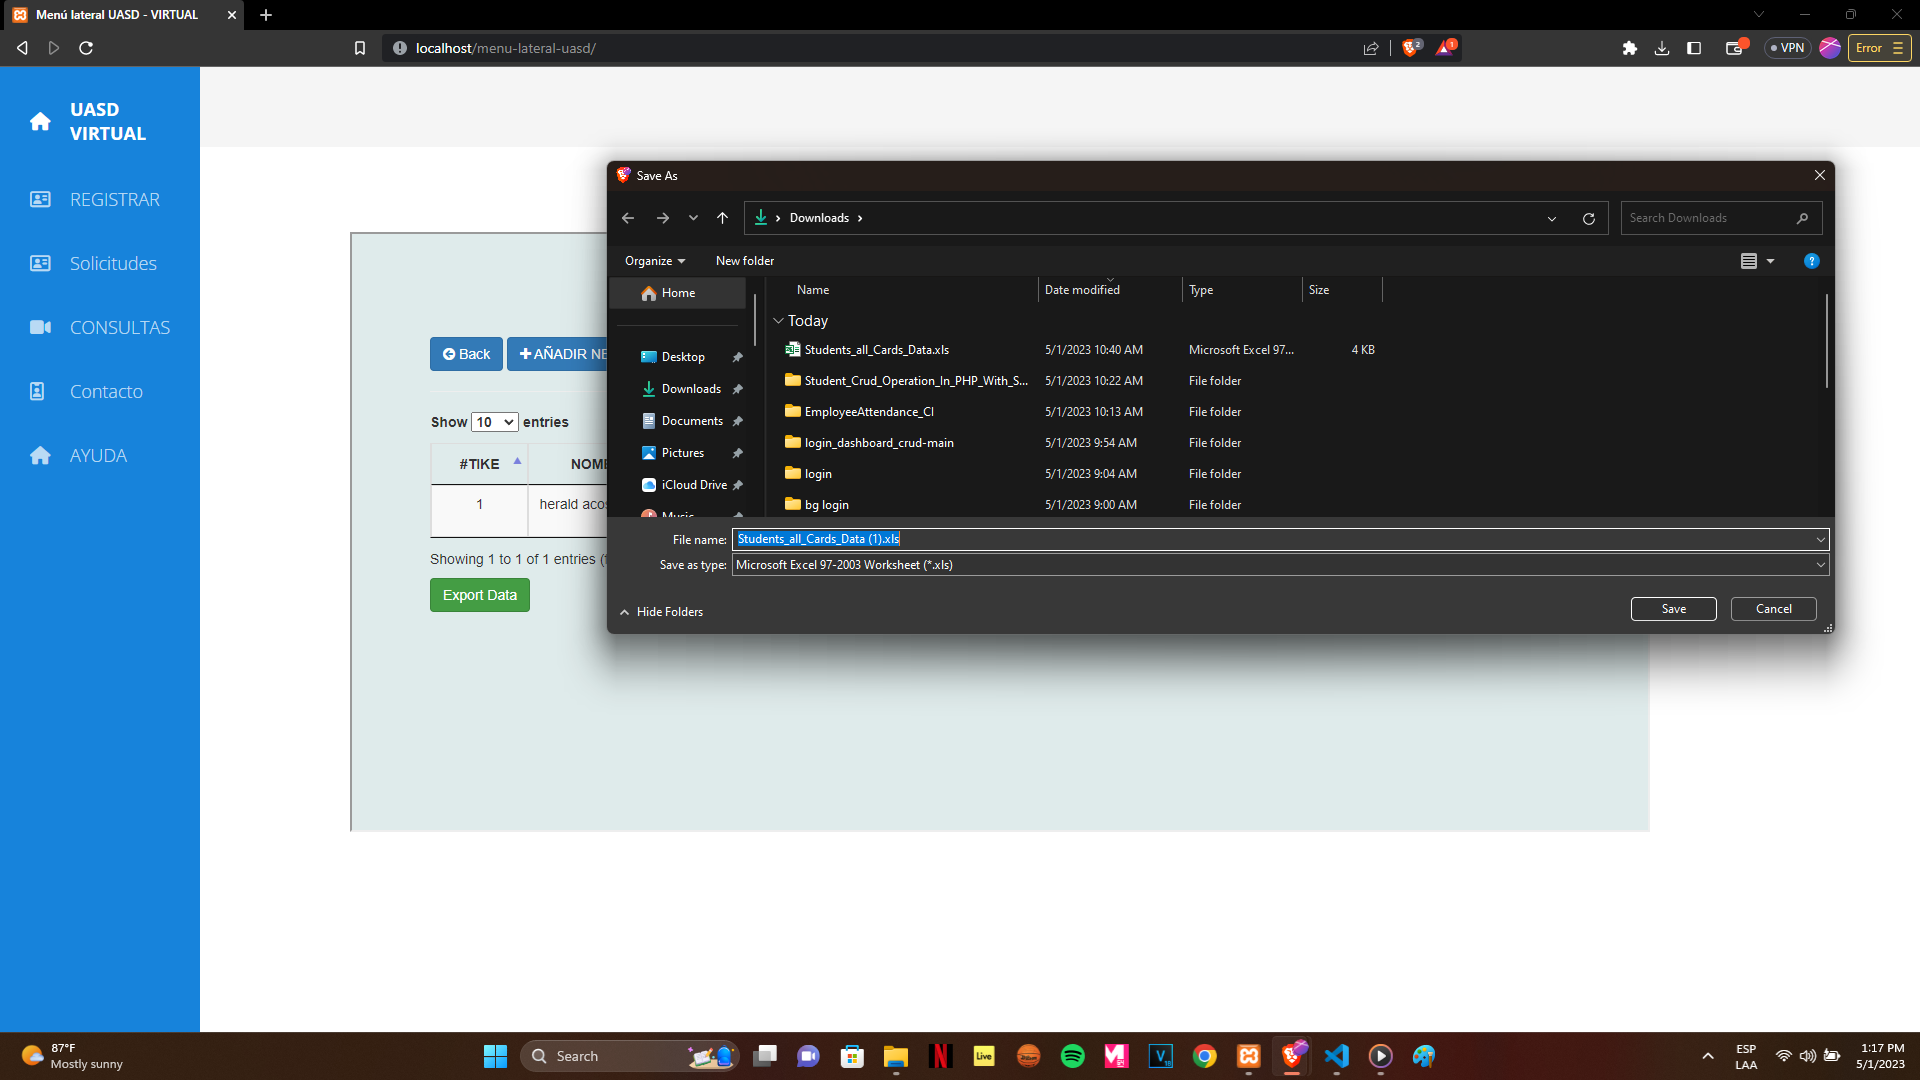 Menú lateral UASD - VIRTUAL
localhost/menu-lateral-uasd/
2
1
VPN
Error
UASD
VIRTUAL
REGISTRAR
Solicitudes
CONSULTAS
Contacto
AYUDA
Back
AÑADIR NE
Show 10 entries
#TIKE
NOME
1
herald acos
Showing 1 to 1 of 1 entries (
Export Data
Save As
Downloads
Search Downloads
Organize
New folder
?
Home
Desktop
Downloads
Documents
Pictures
iCloud Drive
Music
Name Date modified Type Size
Today
Students_all_Cards_Data.xls 5/1/2023 10:40 AM Microsoft Excel 97... 4 KB
Student_Crud_Operation_In_PHP_With_S... 5/1/2023 10:22 AM File folder
EmployeeAttendance_CI 5/1/2023 10:13 AM File folder
login_dashboard_crud-main 5/1/2023 9:54 AM File folder
login 5/1/2023 9:04 AM File folder
bg login 5/1/2023 9:00 AM File folder
File name: Students_all_Cards_Data (1).xls
Save as type: Microsoft Excel 97-2003 Worksheet (*.xls)
Hide Folders
Save
Cancel
87°F
Mostly sunny
Search
Live
ESP
LAA
1:17 PM
5/1/2023